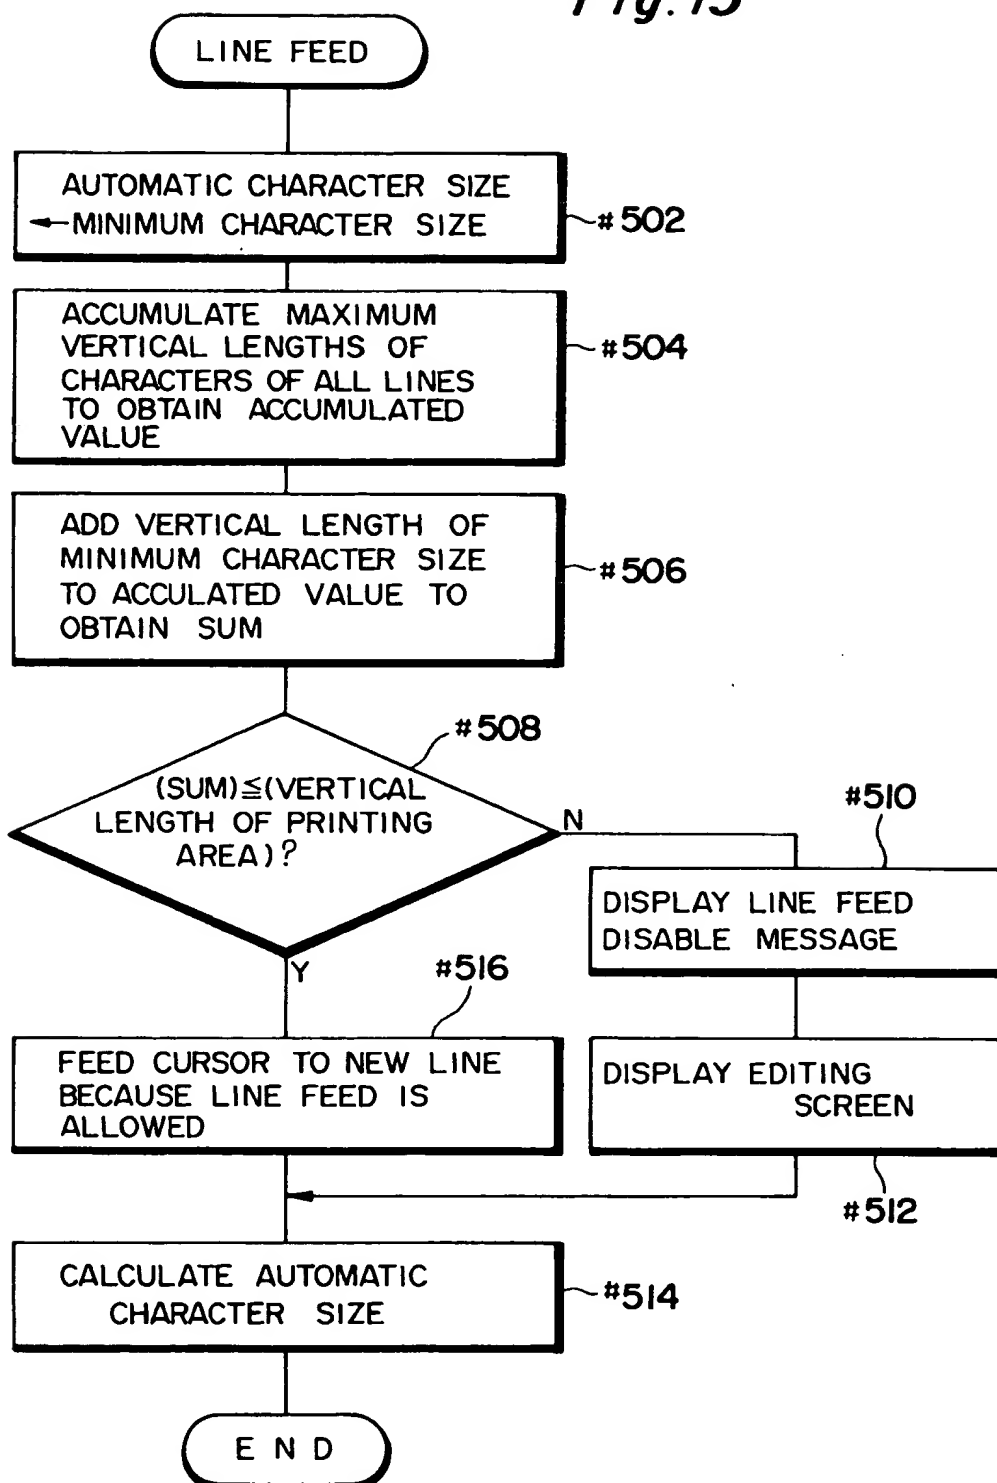 Fig. 15
LINE FEED
AUTOMATIC CHARACTER SIZE
←MINIMUM CHARACTER SIZE
#502
ACCUMULATE MAXIMUM
VERTICAL LENGTHS OF
CHARACTERS OF ALL LINES
TO OBTAIN ACCUMULATED
VALUE
#504
ADD VERTICAL LENGTH OF
MINIMUM CHARACTER SIZE
TO ACCULATED VALUE TO
OBTAIN SUM
#506
#508
(SUM)≦(VERTICAL
LENGTH OF PRINTING
AREA)?
N
#510
DISPLAY LINE FEED
DISABLE MESSAGE
Y
#516
FEED CURSOR TO NEW LINE
BECAUSE LINE FEED IS
ALLOWED
DISPLAY EDITING
SCREEN
#512
CALCULATE AUTOMATIC
CHARACTER SIZE
#514
END